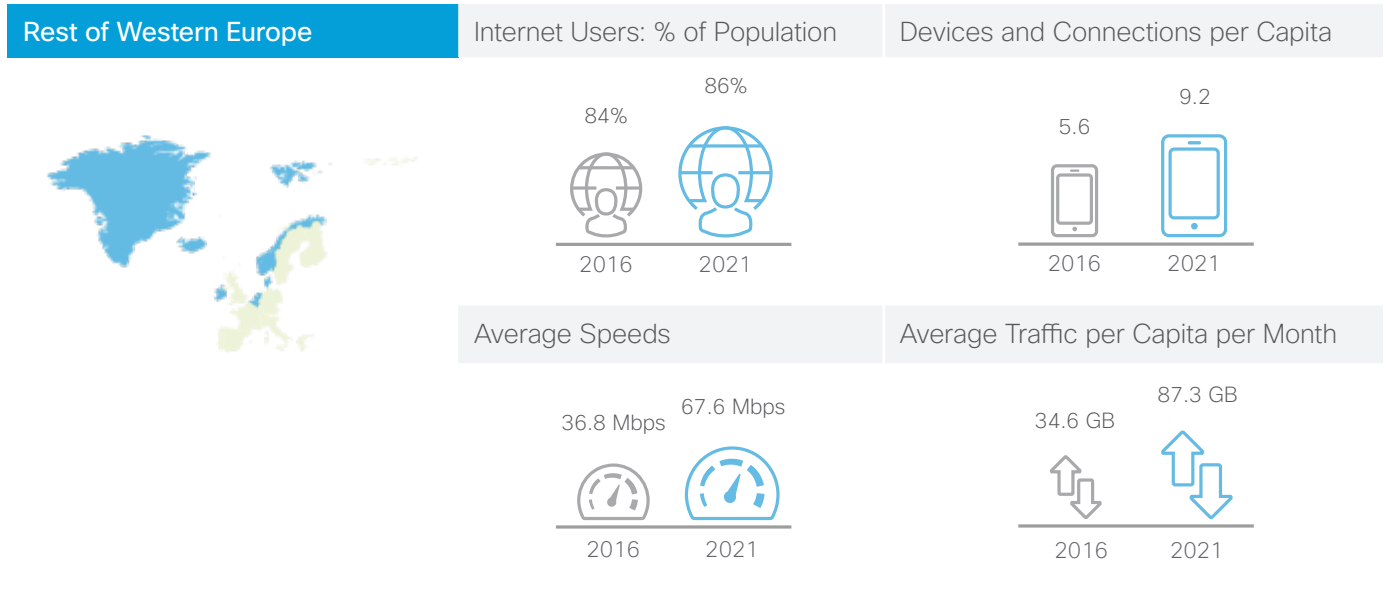 Rest of Western Europe
Internet Users: % of Population
84%
86%
2016
2021
Devices and Connections per Capita
5.6
9.2
2016
2021
Average Speeds
36.8 Mbps
67.6 Mbps
2016
2021
Average Traffic per Capita per Month
34.6 GB
87.3 GB
2016
2021